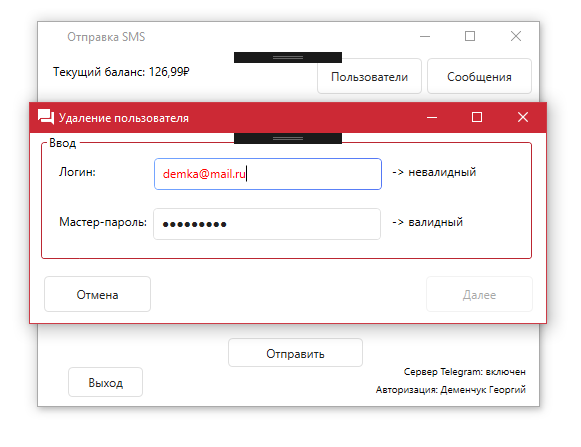 Отправка SMS
Текущий баланс: 126,99₽
Пользователи
Сообщения
Удаление пользователя
Ввод
Логин:
demka@mail.ru
-> невалидный
Мастер-пароль:
●●●●●●●●●
-> валидный
Отмена
Далее
Отправить
Сервер Telegram: включен
Выход
Авторизация: Деменчук Георгий